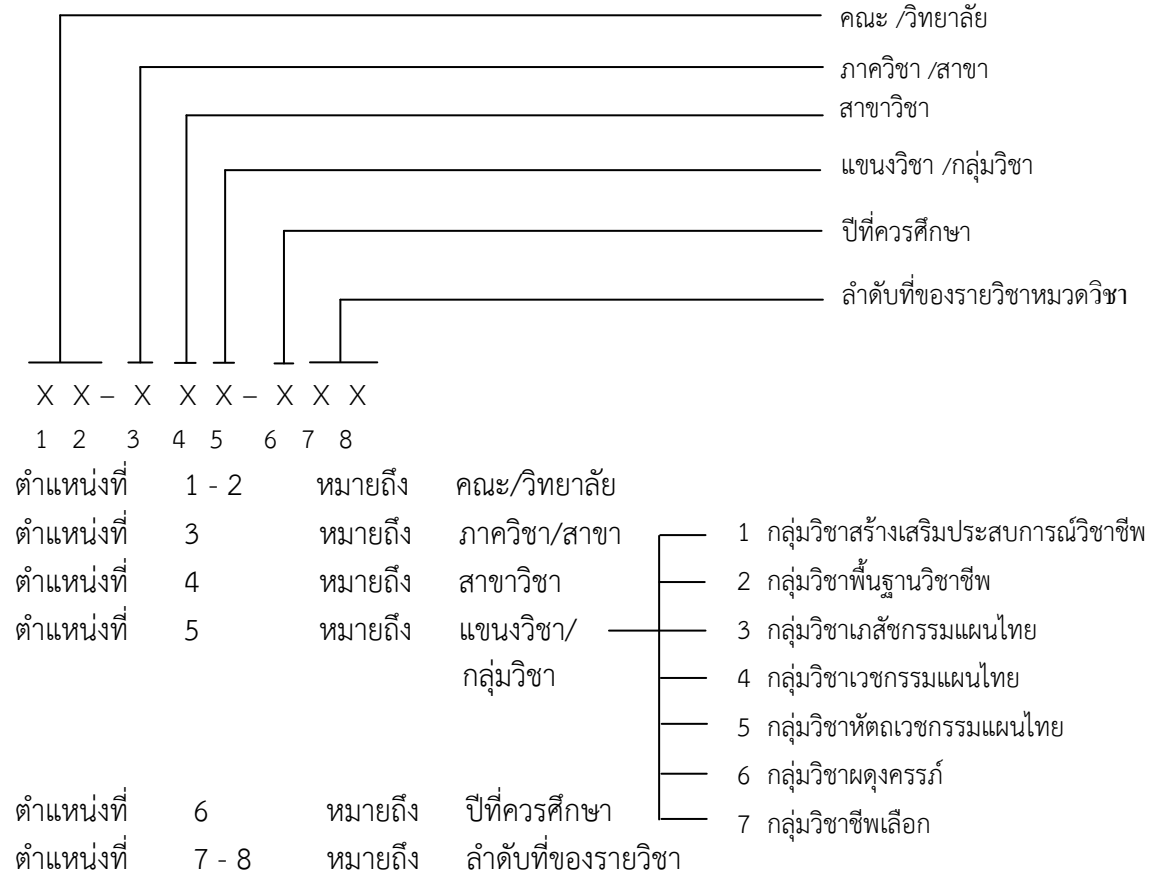 คณะ /วิทยาลัย
ภาควิชา /สาขา
สาขาวิชา
แขนงวิชา /กลุ่มวิชา
ปีที่ควรศึกษา
ลำดับที่ของรายวิชาหมวดวิชา
X X – X X X – X X X
1 2 3 4 5 6 7 8
ตำแหน่งที่ 1 - 2 หมายถึง คณะ/วิทยาลัย
ตำแหน่งที่ 3 หมายถึง ภาควิชา/สาขา
1 กลุ่มวิชาสร้างเสริมประสบการณ์วิชาชีพ
ตำแหน่งที่ 4 หมายถึง สาขาวิชา
2 กลุ่มวิชาพื้นฐานวิชาชีพ
ตำแหน่งที่ 5 หมายถึง แขนงวิชา/
กลุ่มวิชา
3 กลุ่มวิชาเภสัชกรรมแผนไทย
4 กลุ่มวิชาเวชกรรมแผนไทย
5 กลุ่มวิชาหัตถเวชกรรมแผนไทย
6 กลุ่มวิชาผดุงครรภ์
7 กลุ่มวิชาชีพเลือก
ตำแหน่งที่ 6 หมายถึง ปีที่ควรศึกษา
ตำแหน่งที่ 7 - 8 หมายถึง ลำดับที่ของรายวิชา